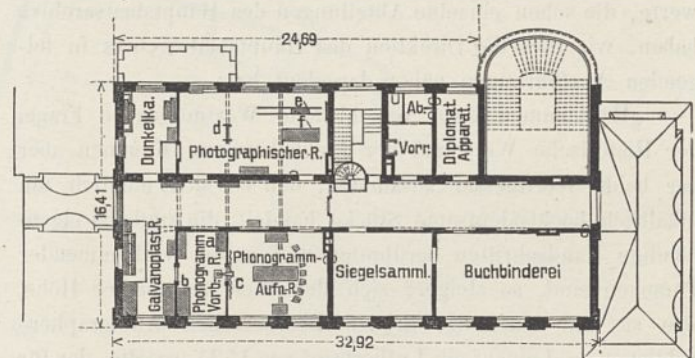 24,69
16,41
Dunkelka.
d
e
f
Photographischer-R.
Ab.
Vorr.
Diplomat.
Apparat.
Galvanoplast.R.
Phonogramm
Vorb.R.
a
b
c
Phonogramm-
Aufn.-R.
Siegelsamml.
Buchbinderei
32,92